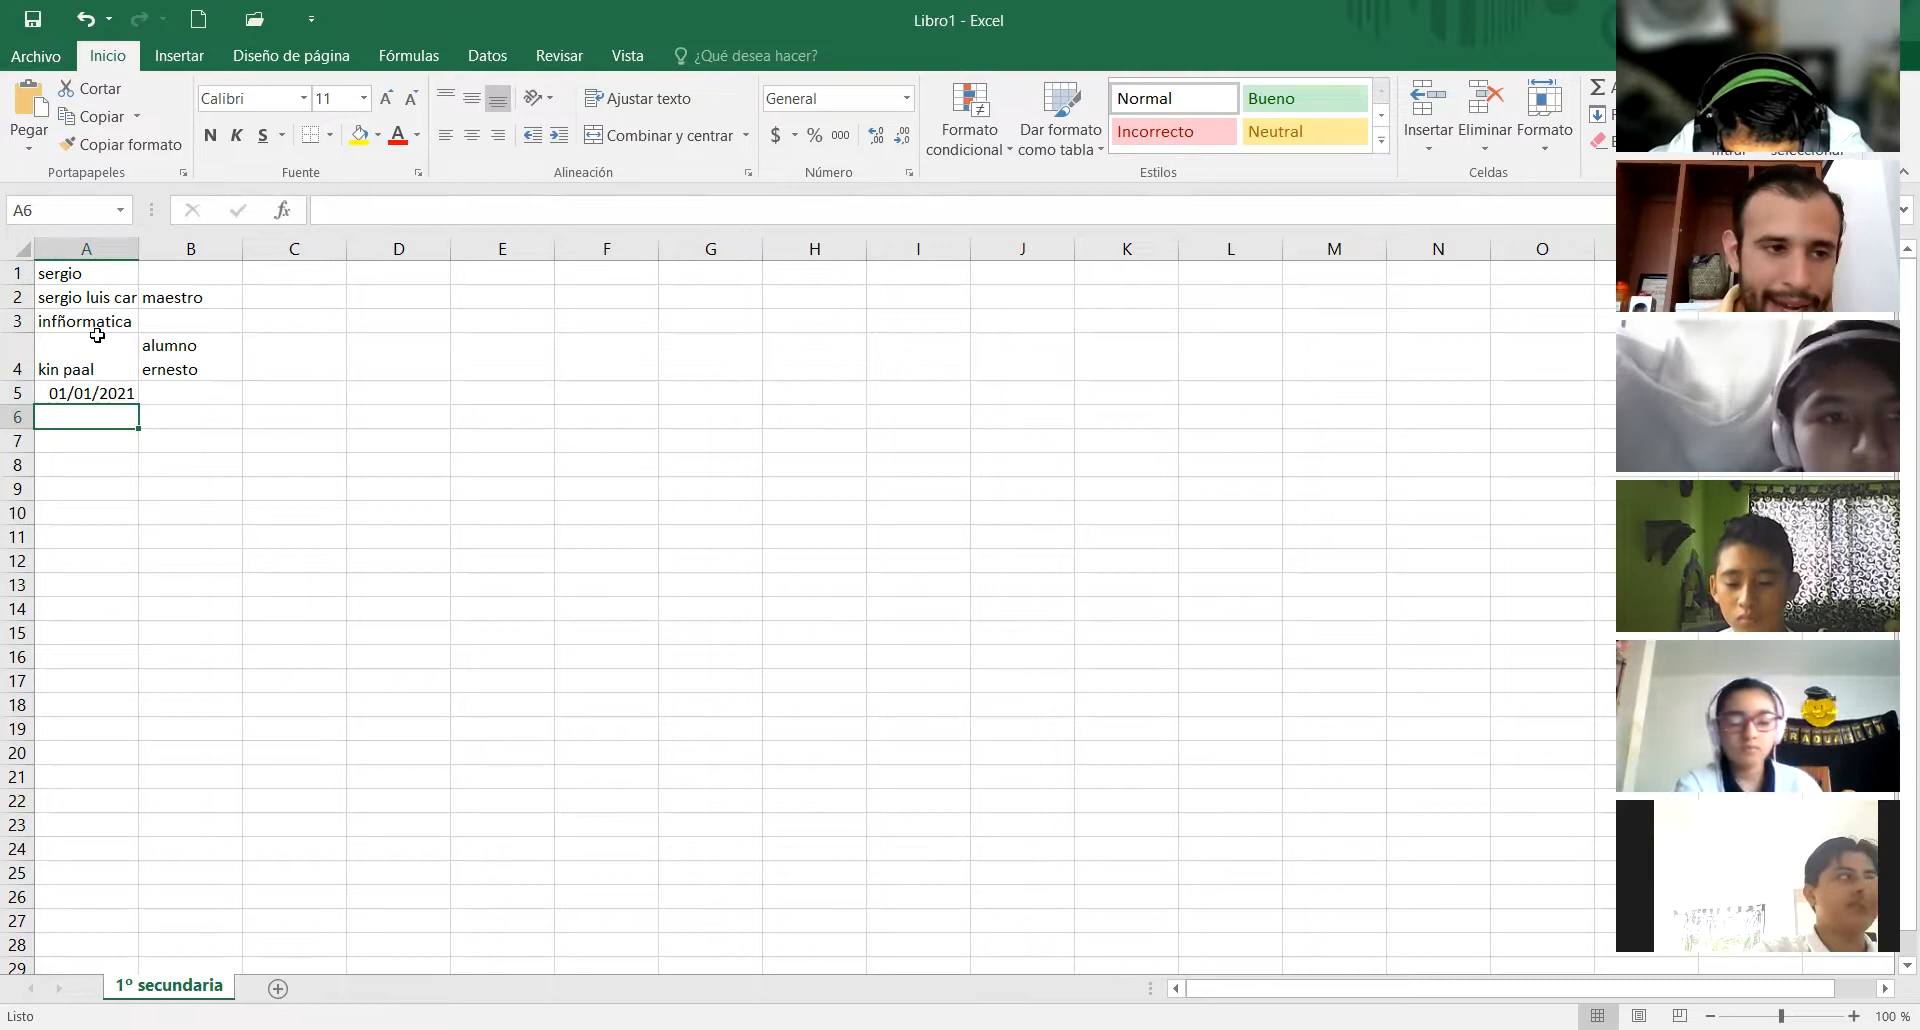 Libro1 - Excel
Archivo Inicio Insertar Diseño de página Fórmulas Datos Revisar Vista ¿Qué desea hacer?
Pegar
Cortar
Copiar
Copiar formato
Portapapeles
Calibri 11
N K S
Fuente
Ajustar texto
Combinar y centrar
Alineación
General
$ % 000
Número
Formato condicional
Dar formato como tabla
Normal Bueno
Incorrecto Neutral
Estilos
Insertar Eliminar Formato
Celdas
A6 fx
A B C D E F G H I J K L M N O
1 sergio
2 sergio luis car maestro
3 infñormatica
4 kin paal alumno
ernesto
5 01/01/2021
6
7
8
9
10
11
12
13
14
15
16
17
18
19
20
21
22
23
24
25
26
27
28
29
1º secundaria
Listo 100 %